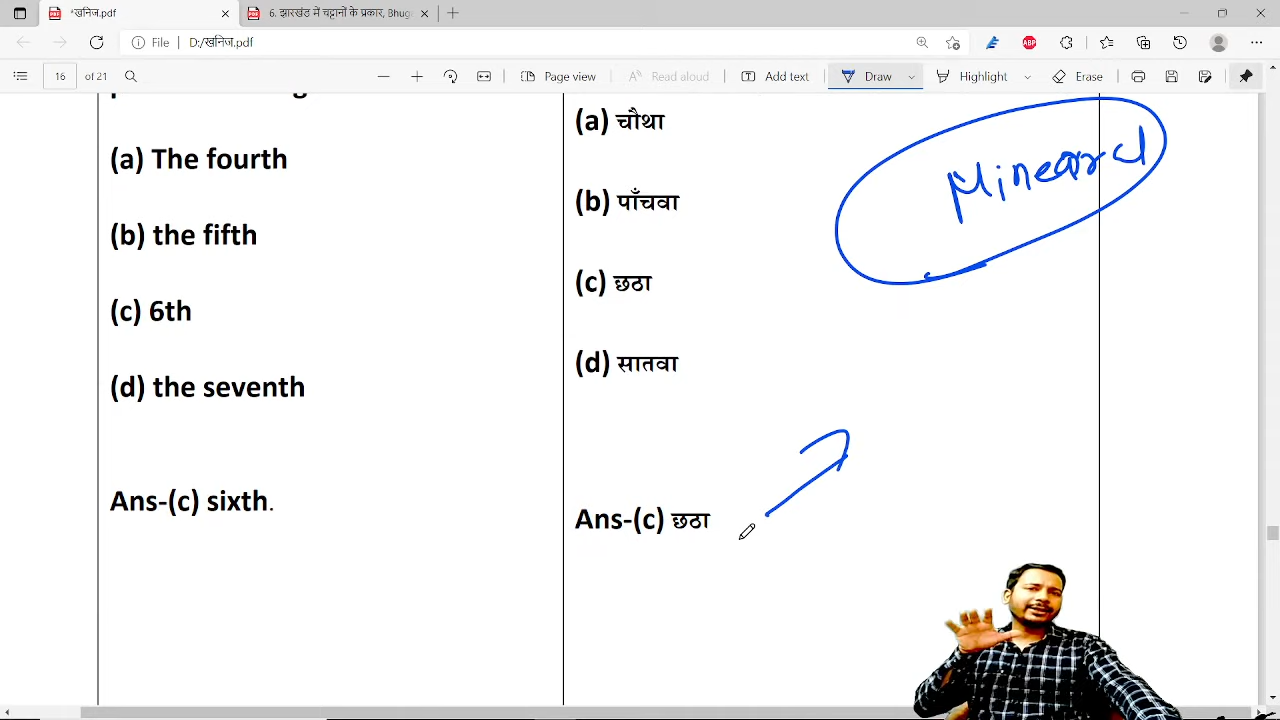 *खनिज.pdf
6. झारखंड में चट्टानों के प्रकार, Bhug
File | D:/खनिज.pdf
ABP
16 of 21
Page view
Read aloud
Add text
Draw
Highlight
Erase
(a) The fourth
(b) the fifth
(c) 6th
(d) the seventh
Ans-(c) sixth.
(a) चौथा
(b) पाँचवा
(c) छठा
(d) सातवा
Ans-(c) छठा